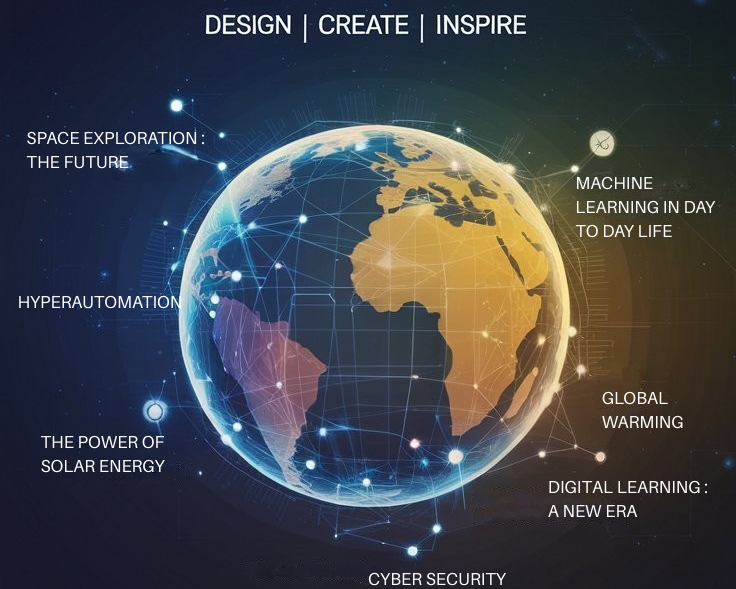 DESIGN | CREATE | INSPIRE
SPACE EXPLORATION :
THE FUTURE
MACHINE
LEARNING IN DAY
TO DAY LIFE
HYPERAUTOMATION
GLOBAL
WARMING
THE POWER OF
SOLAR ENERGY
DIGITAL LEARNING :
A NEW ERA
CYBER SECURITY